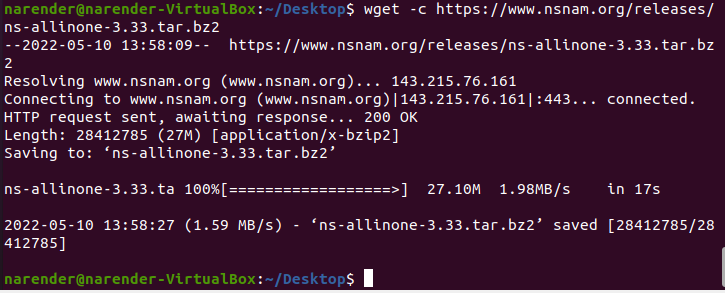 narender@narender-VirtualBox:~/Desktop$ wget -c https://www.nsnam.org/releases/
ns-allinone-3.33.tar.bz2
--2022-05-10 13:58:09--  https://www.nsnam.org/releases/ns-allinone-3.33.tar.bz
2
Resolving www.nsnam.org (www.nsnam.org)... 143.215.76.161
Connecting to www.nsnam.org (www.nsnam.org)|143.215.76.161|:443... connected.
HTTP request sent, awaiting response... 200 OK
Length: 28412785 (27M) [application/x-bzip2]
Saving to: ‘ns-allinone-3.33.tar.bz2’
ns-allinone-3.33.ta 100%[==================>]  27.10M  1.98MB/s    in 17s
2022-05-10 13:58:27 (1.59 MB/s) - ‘ns-allinone-3.33.tar.bz2’ saved [28412785/28
412785]
narender@narender-VirtualBox:~/Desktop$